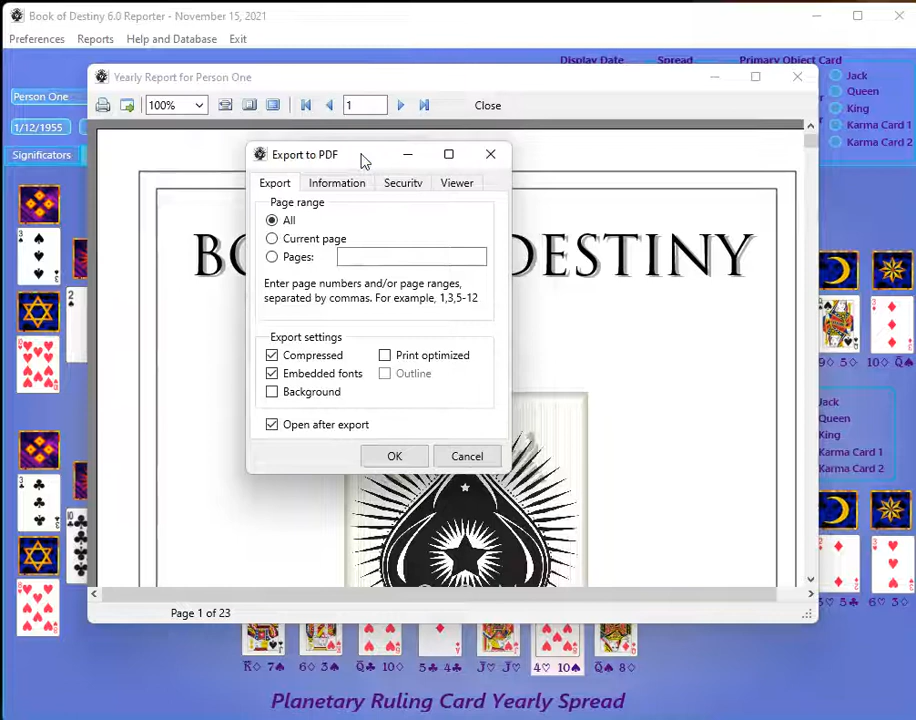 Book of Destiny 6.0 Reporter - November 15, 2021
Preferences Reports Help and Database Exit
Display Date Spread Primary Object Card
Person One
1/12/1955
Significators
Jack
Queen
King
Karma Card 1
Karma Card 2
Yearly Report for Person One
100% 1 Close
BO DESTINY
Export to PDF
Export Information Security Viewer
Page range
All
Current page
Pages:
Enter page numbers and/or page ranges,
separated by commas. For example, 1,3,5-12
Export settings
Compressed Print optimized
Embedded fonts Outline
Background
Open after export
OK Cancel
9♤ 5♢ 10♢ Q♠
Jack
Queen
King
Karma Card 1
Karma Card 2
5♣ 6♡ 3♢
Page 1 of 23
K♢ 7♠ 6♢ 3♠ Q♣ 10♢ 5♣ 4♣ J♡ J♡ 4♡ 10♠ Q♠ 8♢
Planetary Ruling Card Yearly Spread